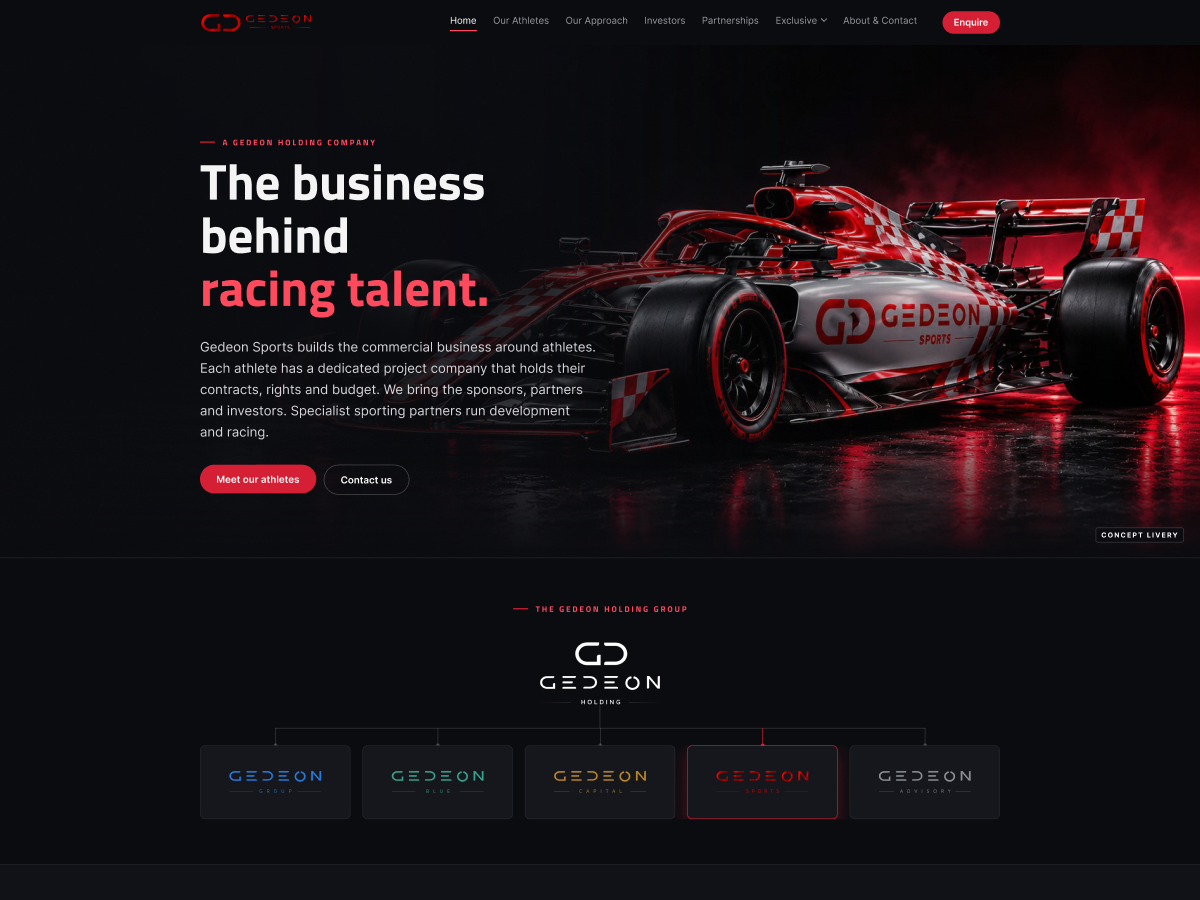 GEDEON
SPORTS
Home
Our Athletes
Our Approach
Investors
Partnerships
Exclusive
About & Contact
Enquire
A GEDEON HOLDING COMPANY
The business
behind
racing talent.
Gedeon Sports builds the commercial business around athletes.
Each athlete has a dedicated project company that holds their
contracts, rights and budget. We bring the sponsors, partners
and investors. Specialist sporting partners run development
and racing.
Meet our athletes
Contact us
GD GEDEON
SPORTS
CONCEPT LIVERY
THE GEDEON HOLDING GROUP
GD
GEDEON
HOLDING
GEDEON
GROUP
GEDEON
BLUG
GEDEON
CAPITAL
GEDEON
SPORTS
GEDEON
ADVISORY